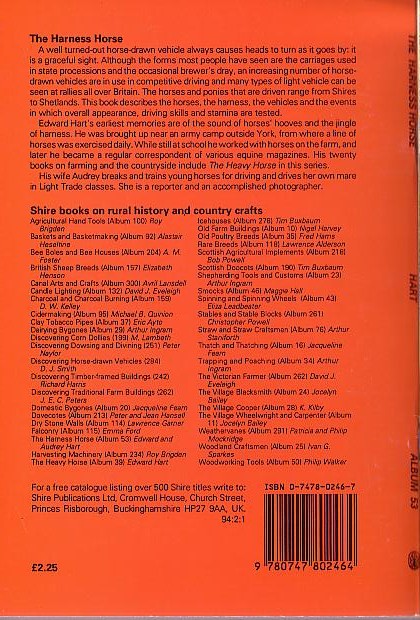 The Harness Horse
A well turned-out horse-drawn vehicle always causes heads to turn as it goes by: it
is a graceful sight. Although the forms most people have seen are the carriages used
in state processions and the occasional brewer's dray, an increasing number of horse-
drawn vehicles are in use in competitive driving and many types of light vehicle can be
seen at rallies all over Britain. The horses and ponies that are driven range from Shires
to Shetlands. This book describes the horses, the harness, the vehicles and the events
in which overall appearance, driving skills and stamina are tested.
Edward Hart's earliest memories are of the sound of horses' hooves and the jingle
of harness. He was brought up near an army camp outside York, from where a line of
horses was exercised daily. While still at school he worked with horses on the farm, and
later he became a regular correspondent of various equine magazines. His twenty
books on farming and the countryside include The Heavy Horse in this series.
His wife Audrey breaks and trains young horses for driving and drives her own mare
in Light Trade classes. She is a reporter and an accomplished photographer.
Shire books on rural history and country crafts
Agricultural Hand Tools (Album 100) Roy
Brigden
Baskets and Basketmaking (Album 92) Alastair
Heseltine
Bee Boles and Bee Houses (Album 204) A. M.
Foster
British Sheep Breeds (Album 157) Elizabeth
Henson
Canal Arts and Crafts (Album 300) Avril Lansdell
Candle Lighting (Album 132) David J. Eveleigh
Charcoal and Charcoal Burning (Album 159)
D. W. Kelley
Cidermaking (Album 95) Michael B. Quinion
Clay Tobacco Pipes (Album 37) Eric Ayto
Dairying Bygones (Album 29) Arthur Ingram
Discovering Corn Dollies (199) M. Lambeth
Discovering Dowsing and Divining (251) Peter
Naylor
Discovering Horse-drawn Vehicles (284)
D. J. Smith
Discovering Timber-framed Buildings (242)
Richard Harris
Discovering Traditional Farm Buildings (262)
J. E. C. Peters
Domestic Bygones (Album 20) Jacqueline Fearn
Dovecotes (Album 213) Peter and Jean Hansell
Dry Stone Walls (Album 114) Lawrence Garner
Falconry (Album 115) Emma Ford
The Harness Horse (Album 53) Edward and
Audrey Hart
Harvesting Machinery (Album 234) Roy Brigden
The Heavy Horse (Album 39) Edward Hart
Icehouses (Album 278) Tim Buxbaum
Old Farm Buildings (Album 10) Nigel Harvey
Old Poultry Breeds (Album 35) Fred Hams
Rare Breeds (Album 118) Lawrence Alderson
Scottish Agricultural Implements (Album 218)
Bob Powell
Scottish Doocots (Album 190) Tim Buxbaum
Shepherding Tools and Customs (Album 23)
Arthur Ingram
Smocks (Album 46) Maggie Hall
Spinning and Spinning Wheels (Album 43)
Eliza Leadbeater
Stables and Stable Blocks (Album 261)
Christopher Powell
Straw and Straw Craftsmen (Album 76) Arthur
Staniforth
Thatch and Thatching (Album 16) Jacqueline
Fearn
Trapping and Poaching (Album 34) Arthur
Ingram
The Victorian Farmer (Album 262) David J.
Eveleigh
The Village Blacksmith (Album 24) Jocelyn
Bailey
The Village Cooper (Album 28) K. Kilby
The Village Wheelwright and Carpenter (Album
11) Jocelyn Bailey
Weathervanes (Album 291) Patricia and Philip
Mockridge
Woodland Craftsmen (Album 25) Ivan G.
Sparkes
Woodworking Tools (Album 50) Philip Walker
For a free catalogue listing over 500 Shire titles write to:
Shire Publications Ltd, Cromwell House, Church Street,
Princes Risborough, Buckinghamshire HP27 9AA, UK.
94:2:1
ISBN 0-7478-0246-7
9 780747 802464
£2.25
THE HARNESS HORSE
HART
ALBUM 53